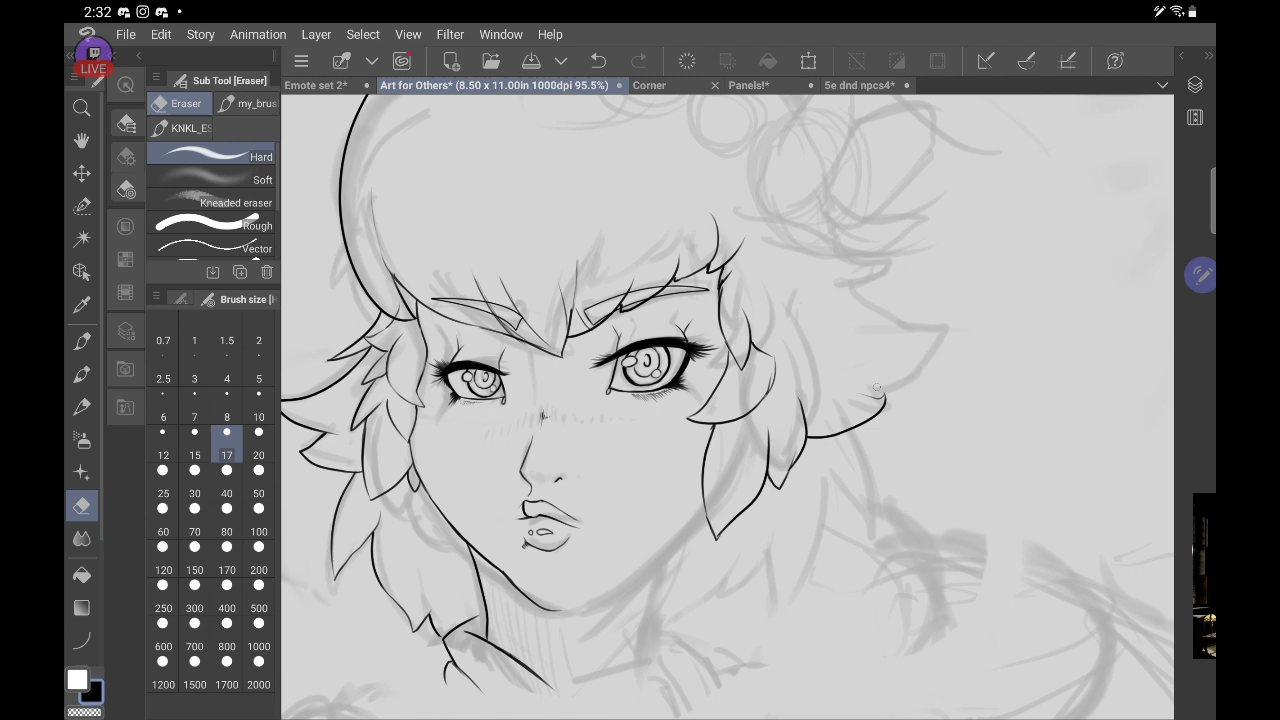 2:32
File Edit Story Animation Layer Select View Filter Window Help
LIVE
Sub Tool [Eraser]
Emote set 2* Art for Others* (8.50 x 11.00in 1000dpi 95.5%) Corner Panels!* 5e dnd npcs4*
Eraser my_brus
KNKL_ES
Hard
Soft
Kneaded eraser
Rough
Vector
Brush size [H
0.7 1 1.5 2
2.5 3 4 5
6 7 8 10
12 15 17 20
25 30 40 50
60 70 80 100
120 150 170 200
250 300 400 500
600 700 800 1000
1200 1500 1700 2000